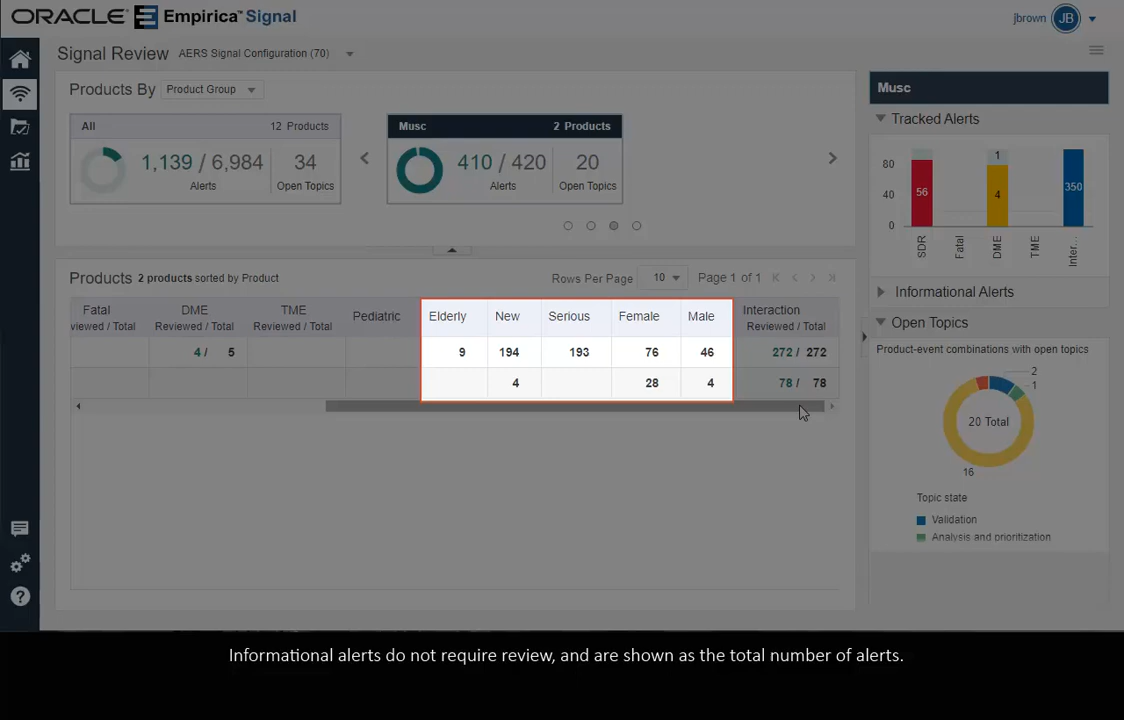 ORACLE Empirica™ Signal
jbrown JB
Signal Review AERS Signal Configuration (70)
Products By Product Group
All 12 Products
1,139 / 6,984 34
Alerts Open Topics
Musc 2 Products
410 / 420 20
Alerts Open Topics
Products 2 products sorted by Product
Rows Per Page 10 Page 1 of 1
Fatal DME TME Pediatric Elderly New Serious Female Male Interaction
viewed / Total Reviewed / Total Reviewed / Total Reviewed / Total
4 / 5 9 194 193 76 46 272 / 272
4 28 4 78 / 78
Musc
Tracked Alerts
80
40
0
56
1
4
350
SDR
Fatal
DME
TME
Inter...
Informational Alerts
Open Topics
Product-event combinations with open topics
2
1
20 Total
16
Topic state
Validation
Analysis and prioritization
Informational alerts do not require review, and are shown as the total number of alerts.